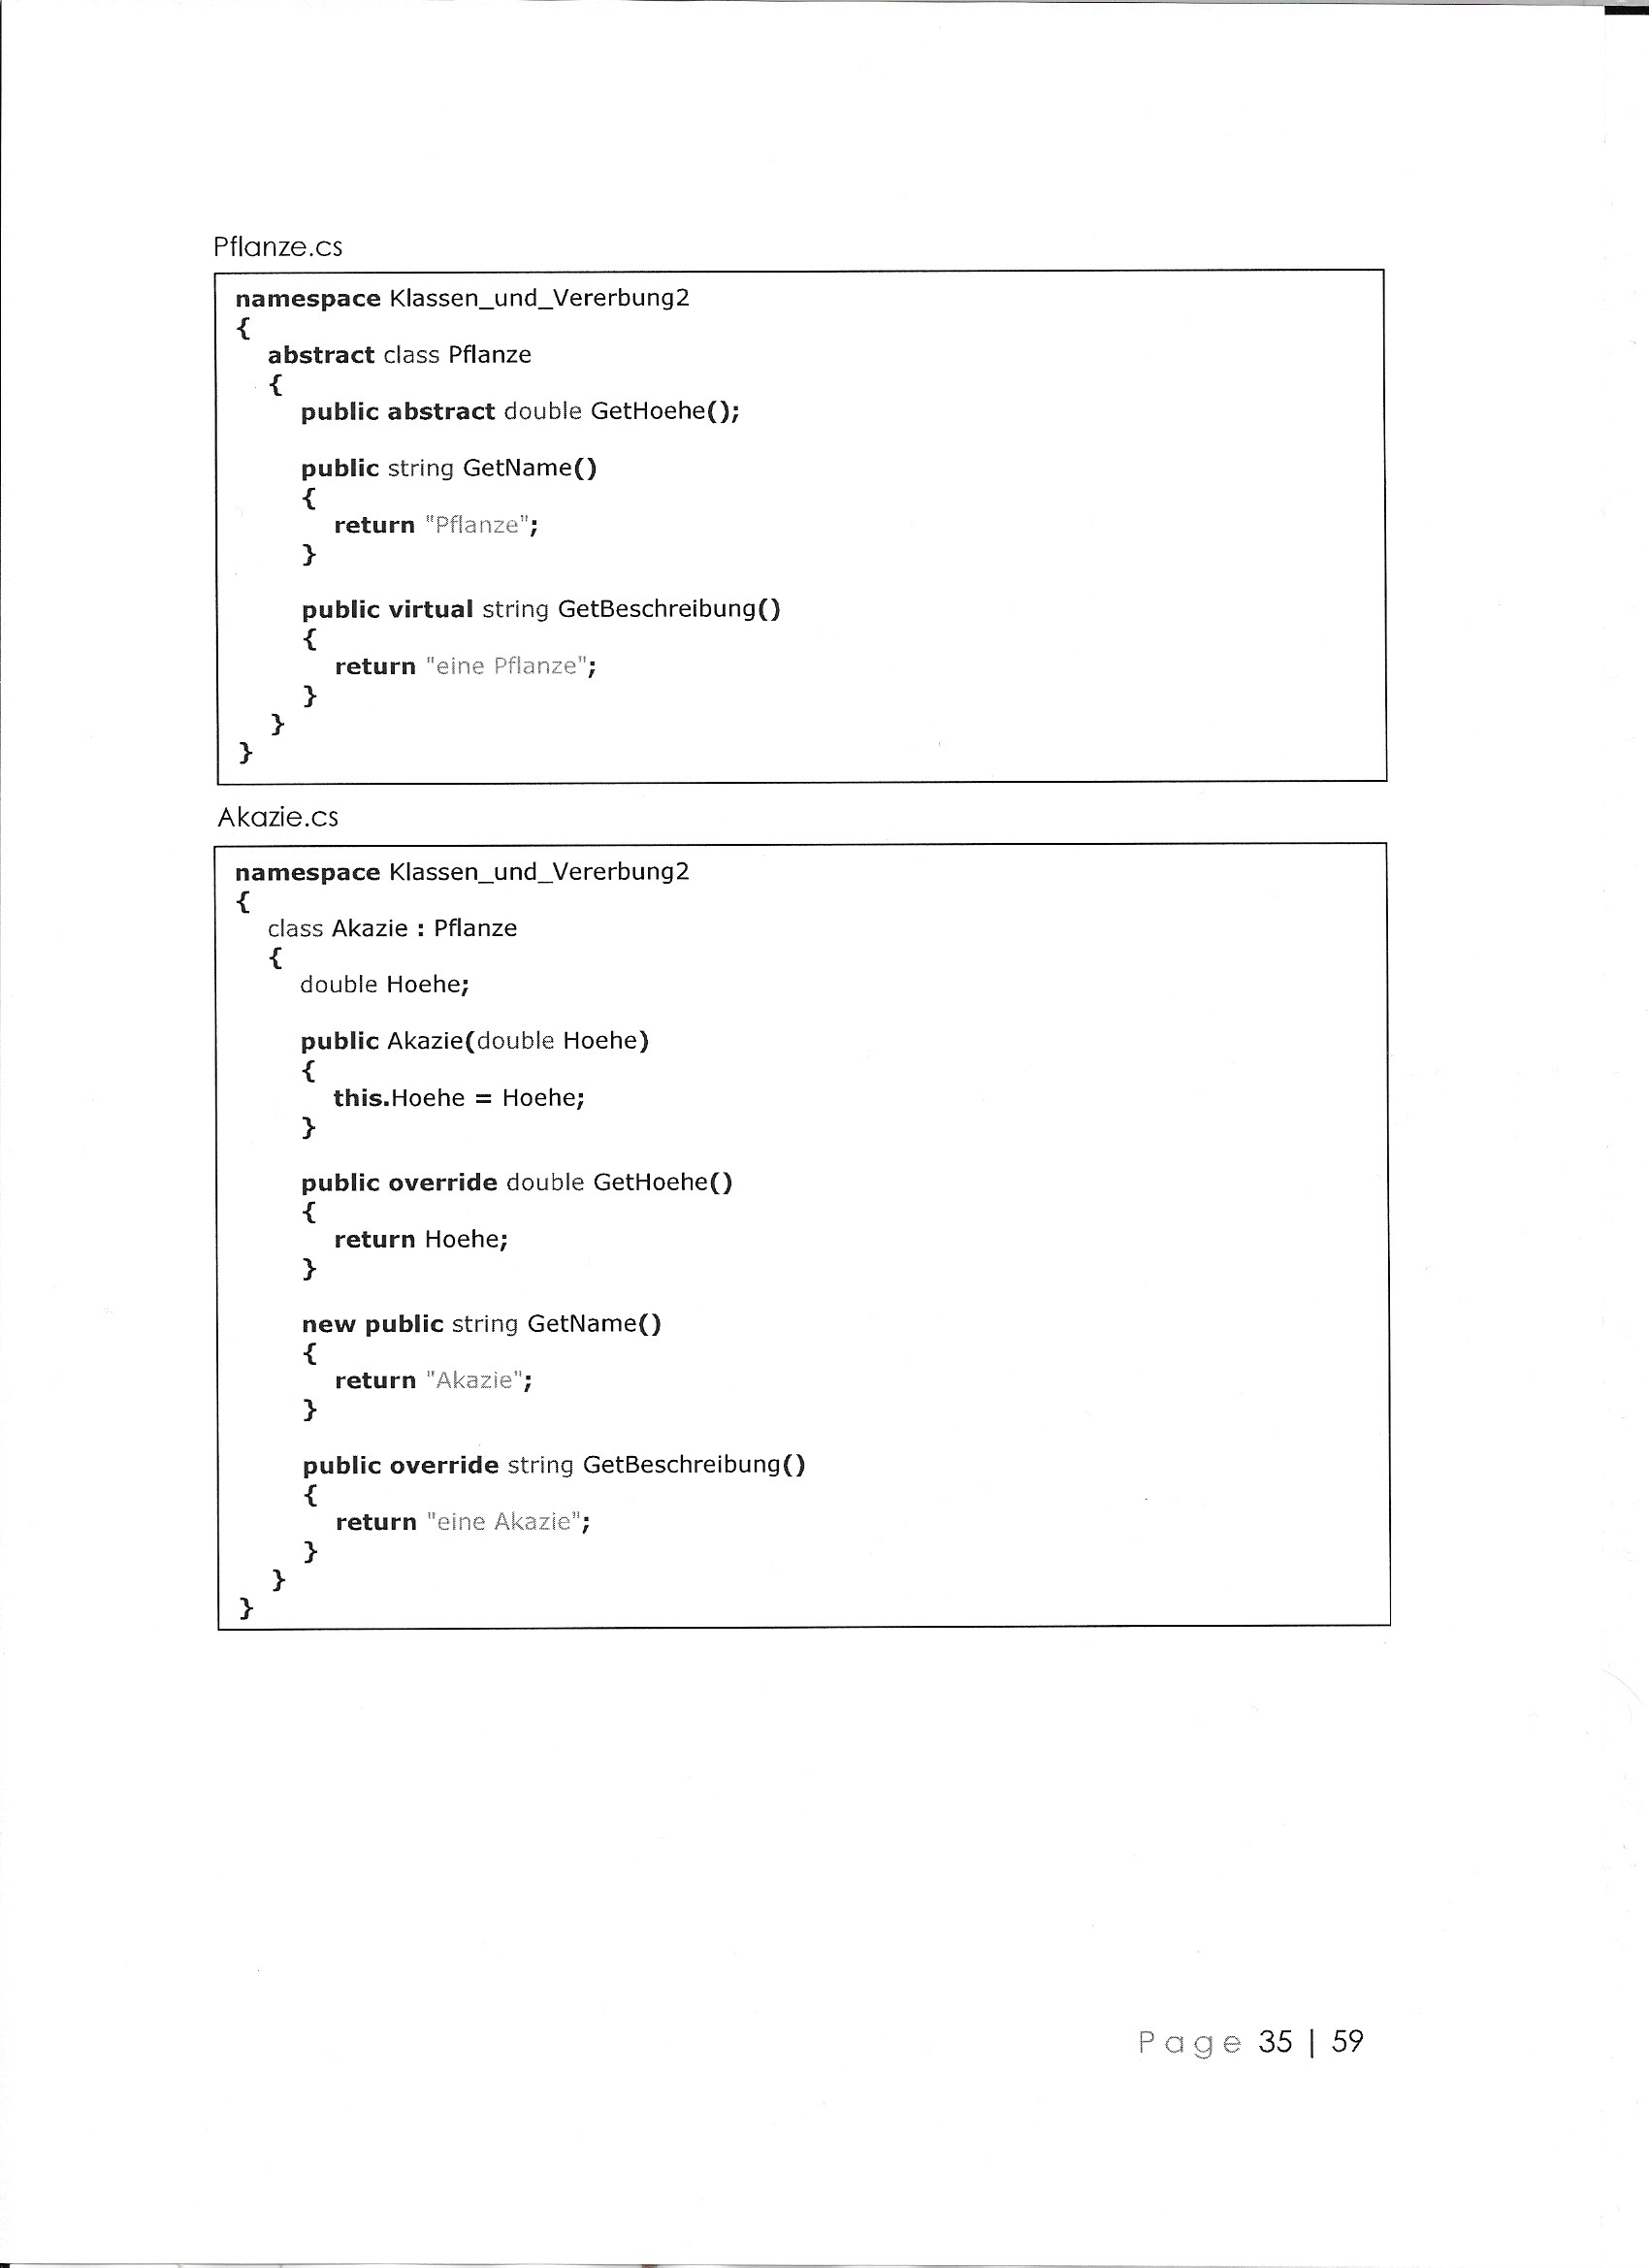 Pflanze.cs
namespace Klassen_und_Vererbung2
{
abstract class Pflanze
{
public abstract double GetHoehe();
public string GetName()
{
return "Pflanze";
}
public virtual string GetBeschreibung()
{
return "eine Pflanze";
}
}
}
Akazie.cs
namespace Klassen_und_Vererbung2
{
class Akazie : Pflanze
{
double Hoehe;
public Akazie(double Hoehe)
{
this.Hoehe = Hoehe;
}
public override double GetHoehe()
{
return Hoehe;
}
new public string GetName()
{
return "Akazie";
}
public override string GetBeschreibung()
{
return "eine Akazie";
}
}
}
Page 35 | 59